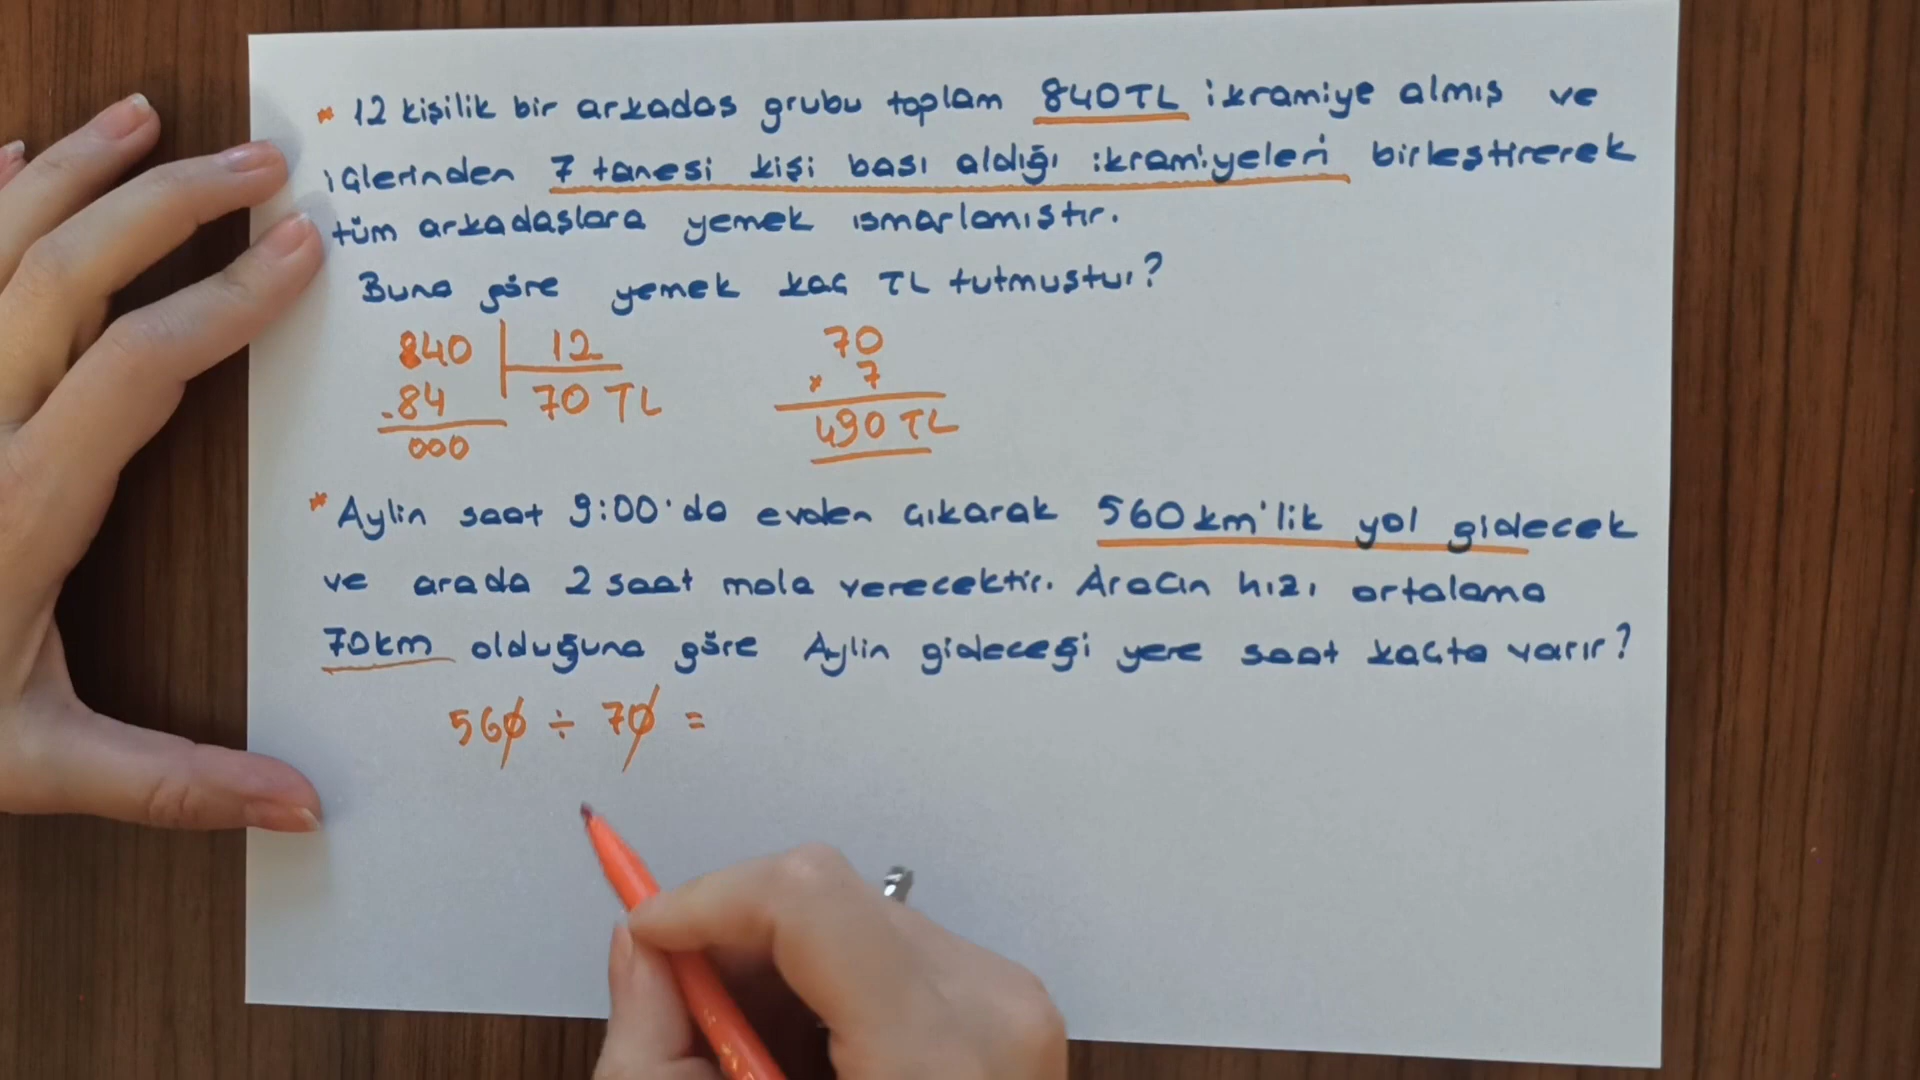 * 12 kişilik bir arkadaş grubu toplam 840TL ikramiye almış ve
içlerinden 7 tanesi kişi başı aldığı ikramiyeleri birleştirerek
tüm arkadaşlara yemek ısmarlamıştır.
Buna göre yemek kaç TL tutmuştur?
840 | 12
-84 70 TL
000
70
x 7
490 TL
* Aylin saat 9:00'da evden çıkarak 560km'lik yol gidecek
ve arada 2 saat mola verecektir. Aracın hızı ortalama
70km olduğuna göre Aylin gideceği yere saat kaçta varır?
560 ÷ 70 =